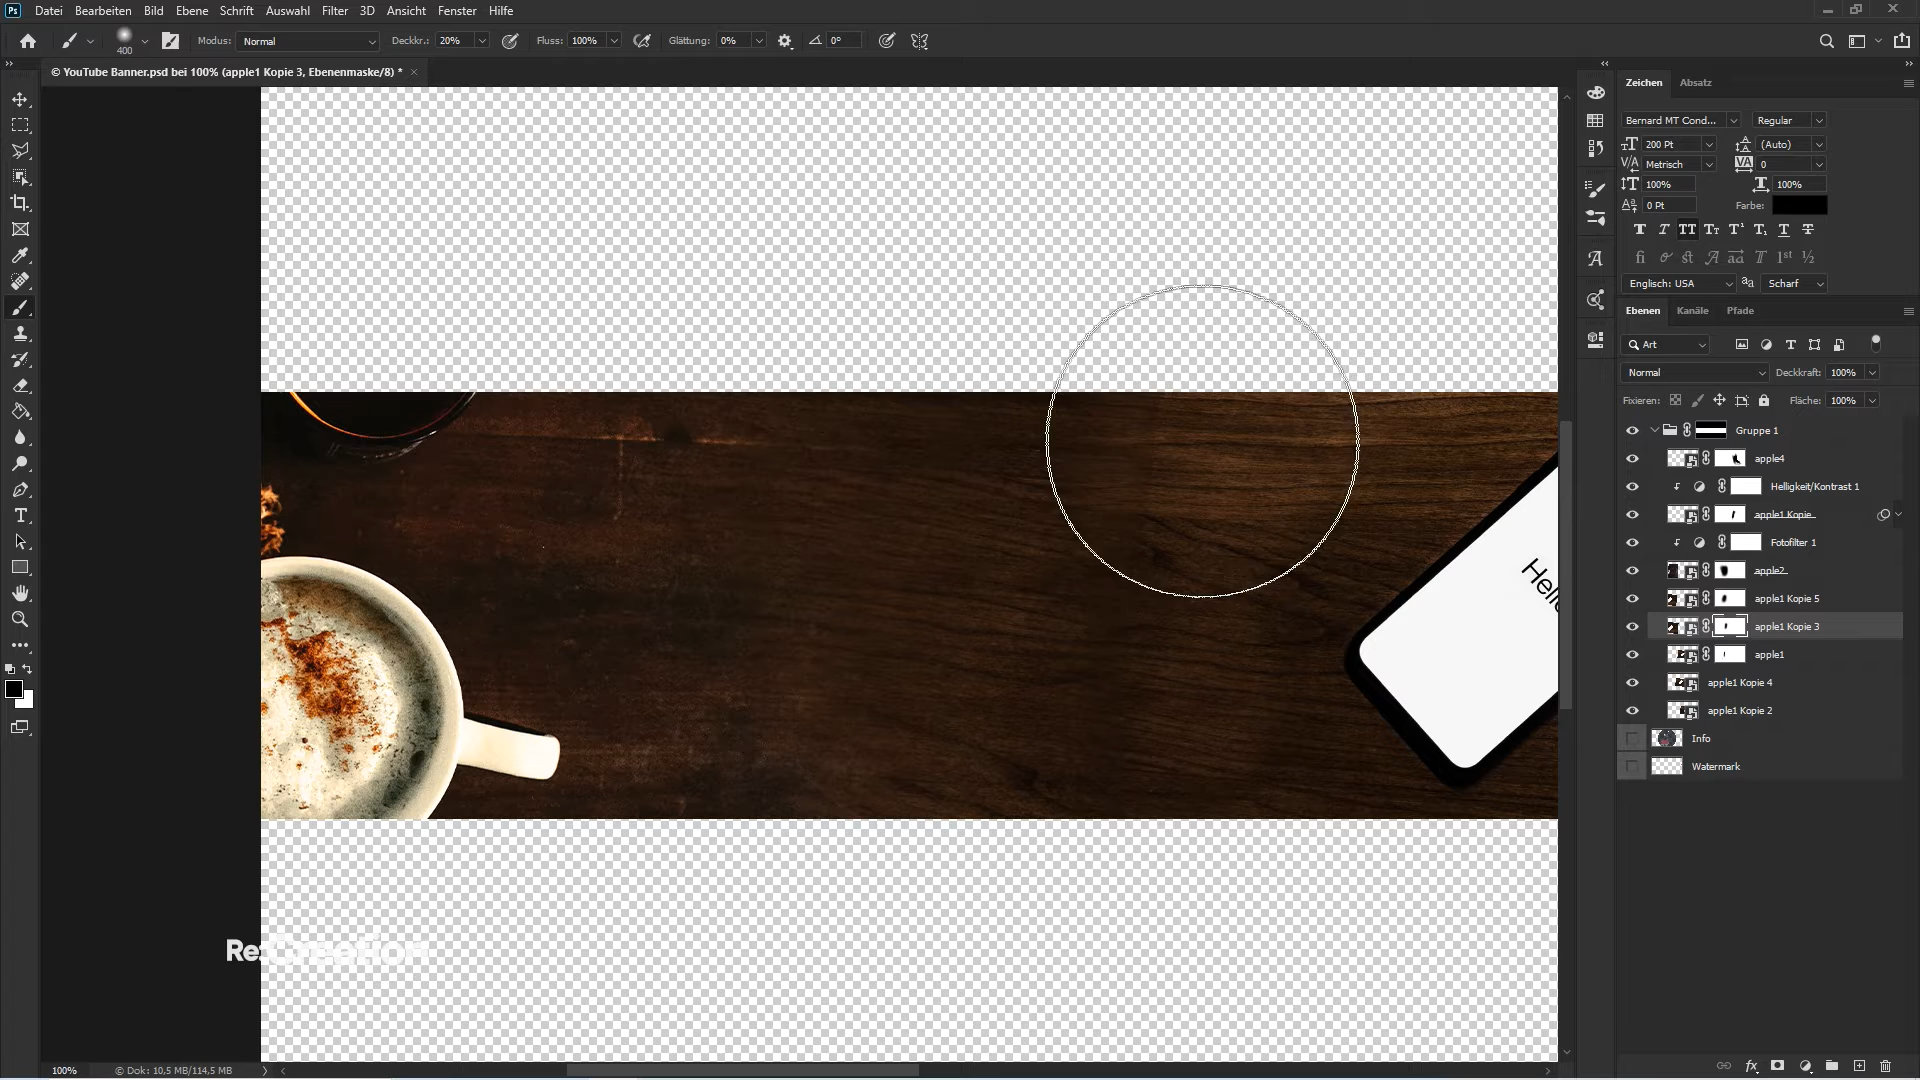 Ps Datei Bearbeiten Bild Ebene Schrift Auswahl Filter 3D Ansicht Fenster Hilfe
400 Modus: Normal Deckkr.: 20% Fluss: 100% Glättung: 0% 0°
© YouTube Banner.psd bei 100% (apple1 Kopie 3, Ebenenmaske/8) *
Zeichen Absatz
Bernard MT Cond... Regular
200 Pt (Auto)
Metrisch 0
100% 100%
0 Pt Farbe:
Englisch: USA Scharf
Ebenen Kanäle Pfade
Art
Normal Deckkraft: 100%
Fixieren: Fläche: 100%
Gruppe 1
apple4
Helligkeit/Kontrast 1
apple1 Kopie
Fotofilter 1
apple2
apple1 Kopie 5
apple1 Kopie 3
apple1
apple1 Kopie 4
apple1 Kopie 2
Info
Watermark
Re:Creation
100% © Dok: 10,5 MB/114,5 MB